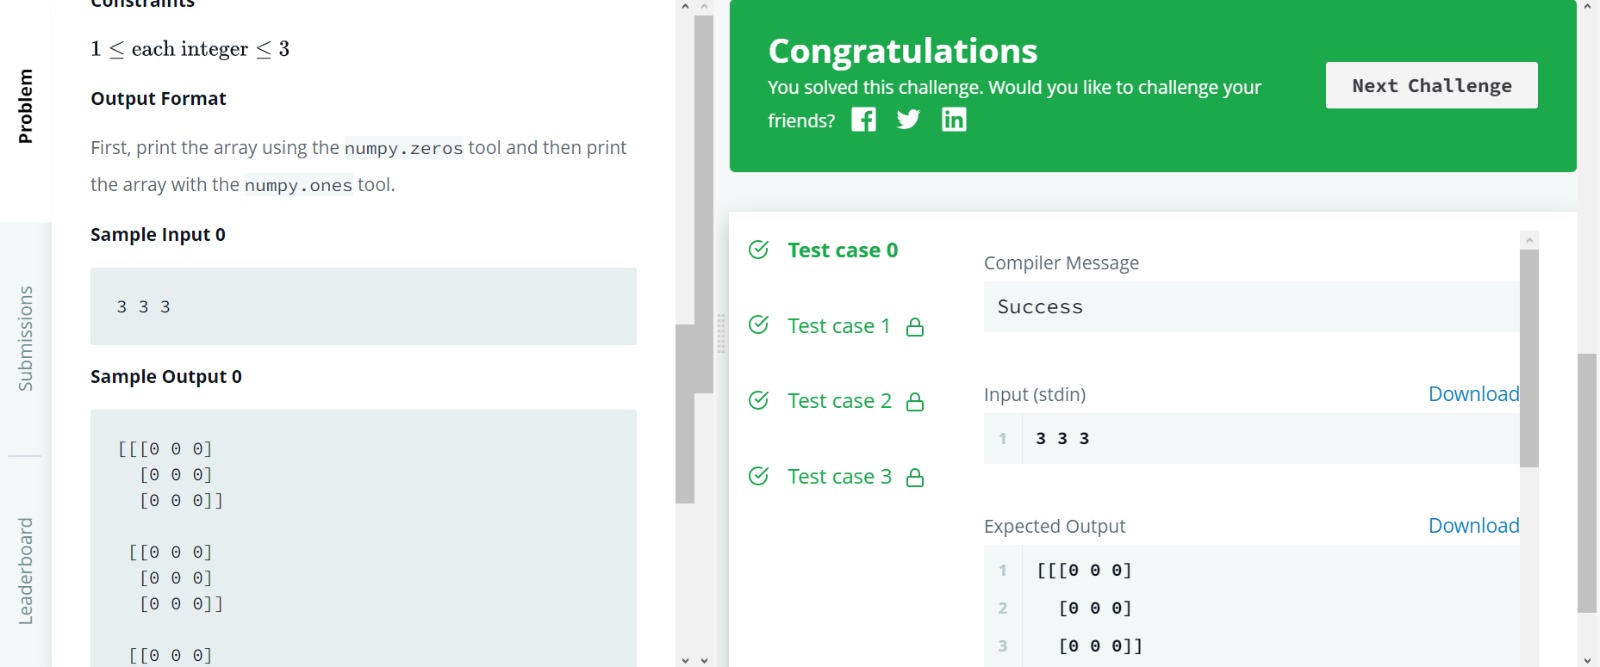 Constraints
1 ≤ each integer ≤ 3
Output Format
First, print the array using the numpy.zeros tool and then print
the array with the numpy.ones tool.
Sample Input 0
3 3 3
Sample Output 0
[[[0 0 0]
  [0 0 0]
  [0 0 0]]
 [[0 0 0]
  [0 0 0]
  [0 0 0]]
 [[0 0 0]
Problem
Submissions
Leaderboard
Congratulations
You solved this challenge. Would you like to challenge your
friends?
Next Challenge
Test case 0
Test case 1
Test case 2
Test case 3
Compiler Message
Success
Input (stdin)
Download
1 3 3 3
Expected Output
Download
1 [[[0 0 0]
2   [0 0 0]
3   [0 0 0]]